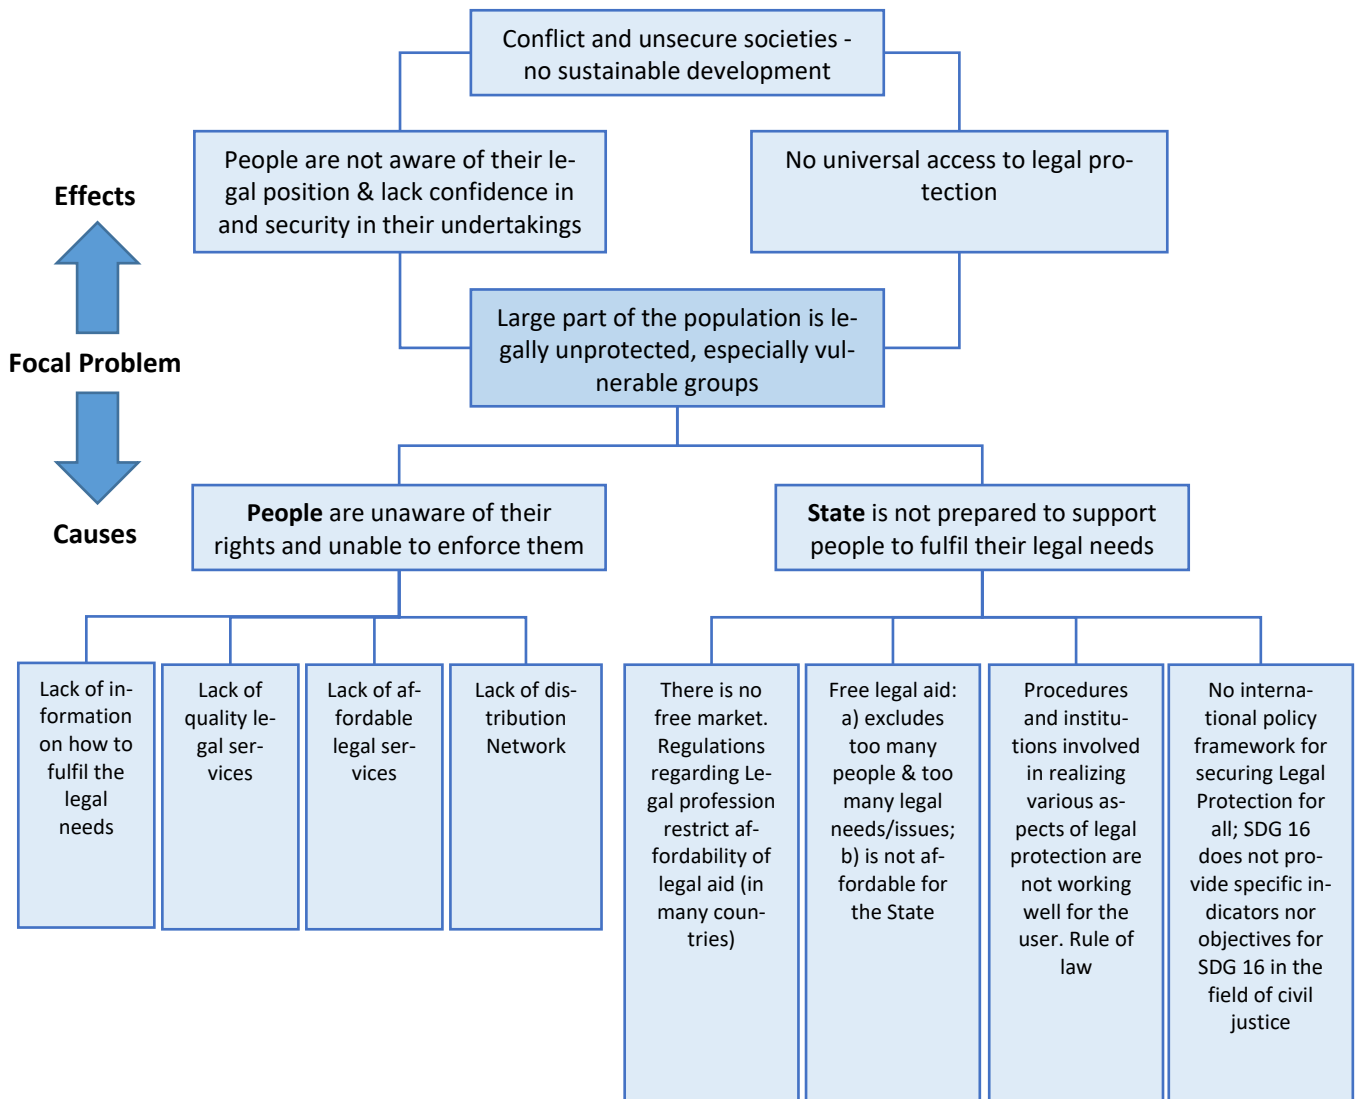 Conflict and unsecure societies -
no sustainable development
People are not aware of their le-
gal position & lack confidence in
and security in their undertakings
No universal access to legal pro-
tection
Effects
Large part of the population is le-
gally unprotected, especially vul-
nerable groups
Focal Problem
Causes
People are unaware of their
rights and unable to enforce them
State is not prepared to support
people to fulfil their legal needs
Lack of in-
formation
on how to
fulfil the
legal
needs
Lack of
quality le-
gal ser-
vices
Lack of af-
fordable
legal ser-
vices
Lack of dis-
tribution
Network
There is no
free market.
Regulations
regarding Le-
gal profession
restrict af-
fordability of
legal aid (in
many coun-
tries)
Free legal aid:
a) excludes
too many
people & too
many legal
needs/issues;
b) is not af-
fordable for
the State
Procedures
and institu-
tions involved
in realizing
various as-
pects of legal
protection are
not working
well for the
user. Rule of
law
No interna-
tional policy
framework for
securing Legal
Protection for
all; SDG 16
does not pro-
vide specific in-
dicators nor
objectives for
SDG 16 in the
field of civil
justice